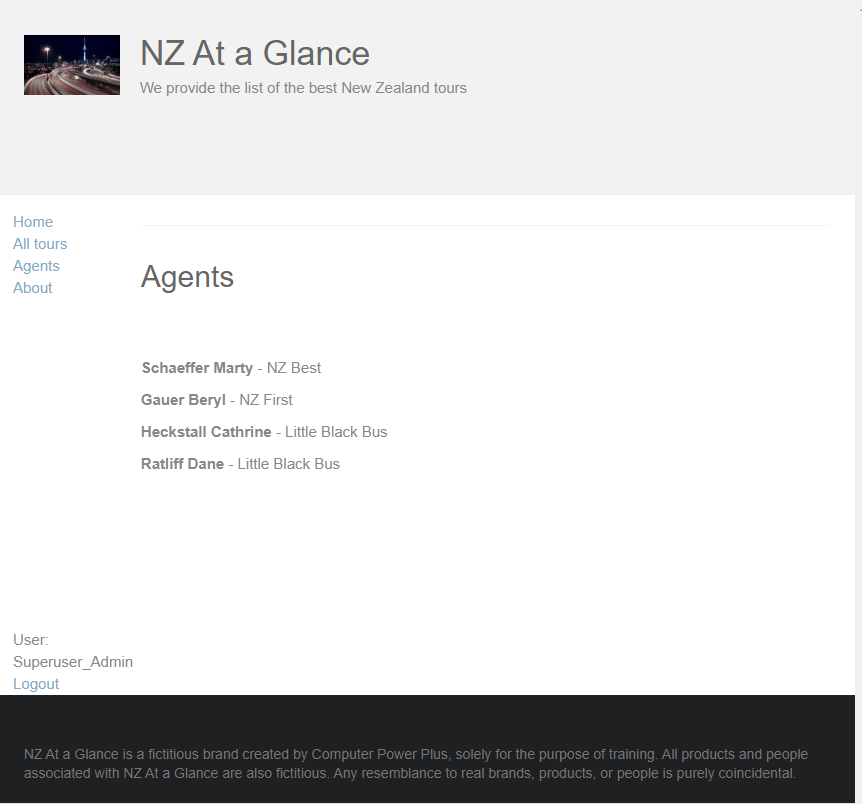 NZ At a Glance
We provide the list of the best New Zealand tours
Home
All tours
Agents
About
Agents
Schaeffer Marty - NZ Best
Gauer Beryl - NZ First
Heckstall Cathrine - Little Black Bus
Ratliff Dane - Little Black Bus
User:
Superuser_Admin
Logout
NZ At a Glance is a fictitious brand created by Computer Power Plus, solely for the purpose of training. All products and people
associated with NZ At a Glance are also fictitious. Any resemblance to real brands, products, or people is purely coincidental.